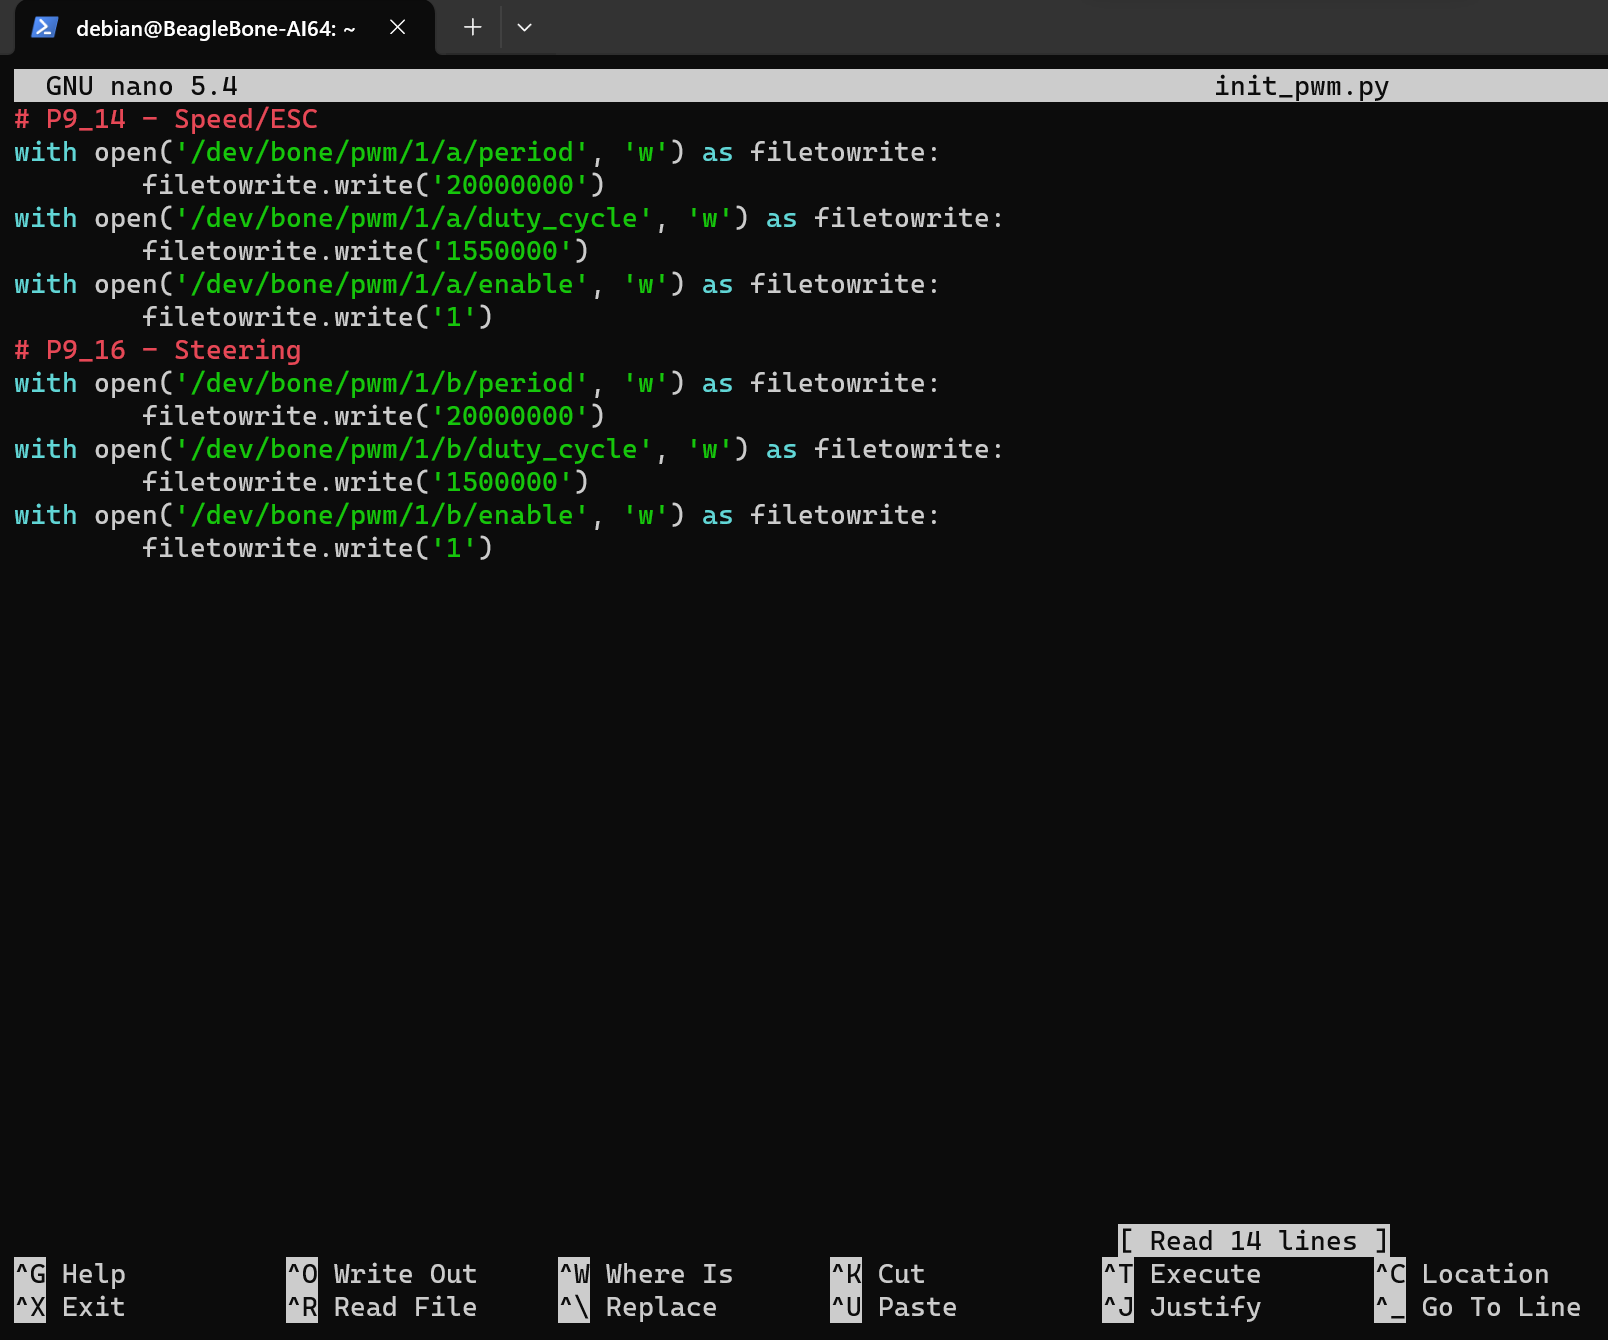 debian@BeagleBone-AI64: ~
GNU nano 5.4 init_pwm.py
# P9_14 - Speed/ESC
with open('/dev/bone/pwm/1/a/period', 'w') as filetowrite:
        filetowrite.write('20000000')
with open('/dev/bone/pwm/1/a/duty_cycle', 'w') as filetowrite:
        filetowrite.write('1550000')
with open('/dev/bone/pwm/1/a/enable', 'w') as filetowrite:
        filetowrite.write('1')
# P9_16 - Steering
with open('/dev/bone/pwm/1/b/period', 'w') as filetowrite:
        filetowrite.write('20000000')
with open('/dev/bone/pwm/1/b/duty_cycle', 'w') as filetowrite:
        filetowrite.write('1500000')
with open('/dev/bone/pwm/1/b/enable', 'w') as filetowrite:
        filetowrite.write('1')
[ Read 14 lines ]
^G Help ^O Write Out ^W Where Is ^K Cut ^T Execute ^C Location
^X Exit ^R Read File ^\ Replace ^U Paste ^J Justify ^_ Go To Line